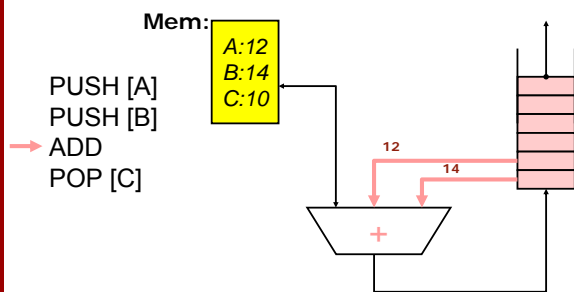 Mem:
A:12
B:14
C:10
PUSH [A]
PUSH [B]
ADD
POP [C]
12
14
+